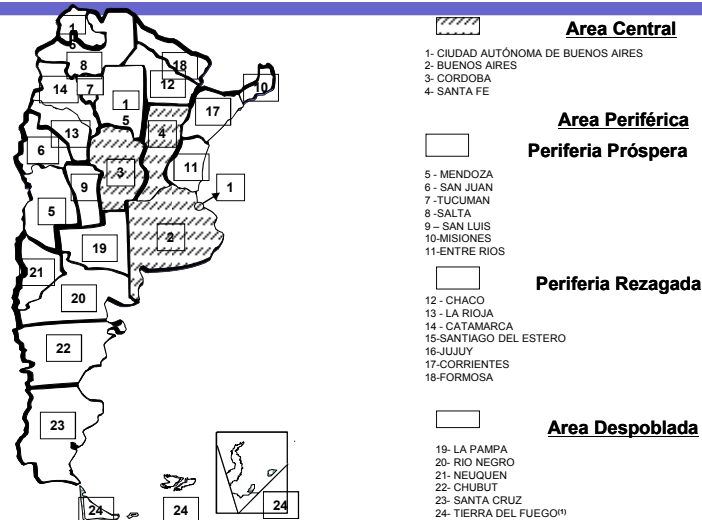 Area Central
1- CIUDAD AUTÓNOMA DE BUENOS AIRES
2- BUENOS AIRES
3- CORDOBA
4- SANTA FE
Area Periférica
Periferia Próspera
5 - MENDOZA
6 - SAN JUAN
7 -TUCUMAN
8 -SALTA
9 – SAN LUIS
10-MISIONES
11-ENTRE RIOS
Periferia Rezagada
12 - CHACO
13 - LA RIOJA
14 - CATAMARCA
15-SANTIAGO DEL ESTERO
16-JUJUY
17-CORRIENTES
18-FORMOSA
Area Despoblada
19- LA PAMPA
20- RIO NEGRO
21- NEUQUEN
22- CHUBUT
23- SANTA CRUZ
24- TIERRA DEL FUEGO(1)
1
6
8
18
14
7
12
10
1
5
17
13
4
6
3
11
9
1
5
2
19
21
20
22
23
24
24
24